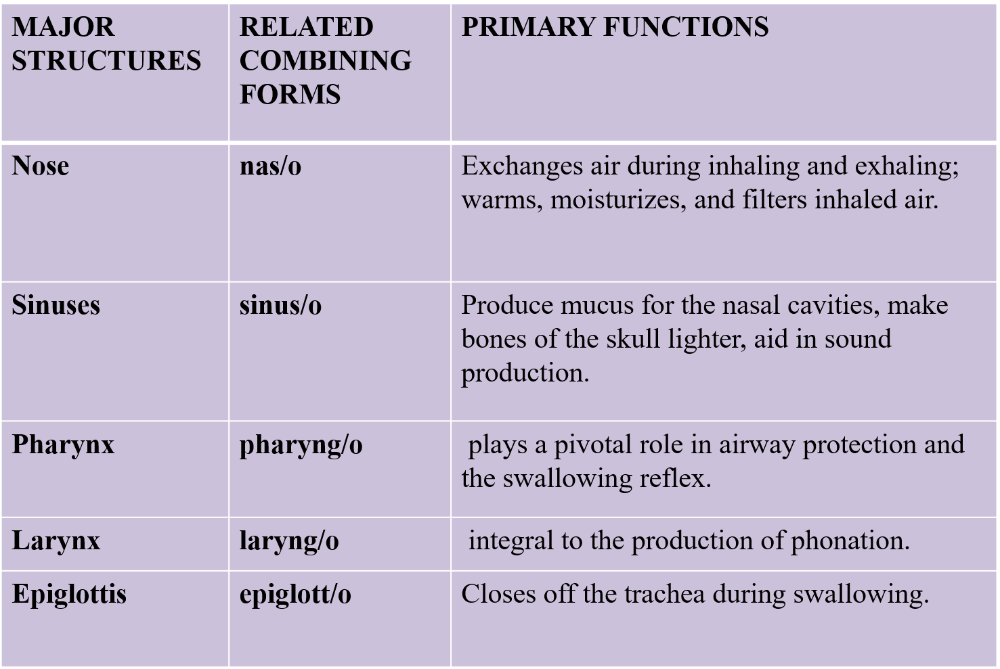 MAJOR STRUCTURES
RELATED COMBINING FORMS
PRIMARY FUNCTIONS
Nose
nas/o
Exchanges air during inhaling and exhaling;
warms, moisturizes, and filters inhaled air.
Sinuses
sinus/o
Produce mucus for the nasal cavities, make
bones of the skull lighter, aid in sound
production.
Pharynx
pharyng/o
plays a pivotal role in airway protection and
the swallowing reflex.
Larynx
laryng/o
integral to the production of phonation.
Epiglottis
epiglott/o
Closes off the trachea during swallowing.